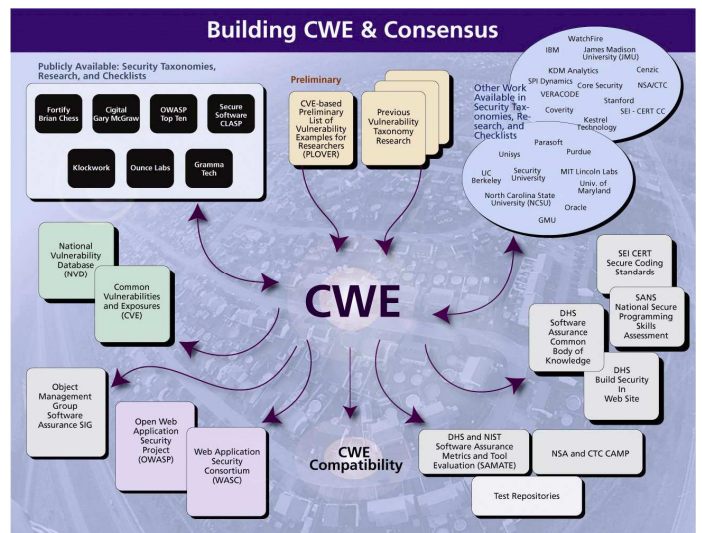 Building CWE & Consensus
Publicly Available: Security Taxonomies,
Research, and Checklists
Fortify
Brian Chess
Cigital
Gary McGraw
OWASP
Top Ten
Secure
Software
CLASP
Klockwork
Ounce Labs
Gramma
Tech
Preliminary
CVE-based
Preliminary
List of
Vulnerability
Examples for
Researchers
(PLOVER)
Previous
Vulnerability
Taxonomy
Research
Other Work
Available in
Security Tax-
onomies, Re-
search, and
Checklists
WatchFire
IBM
James Madison
University (JMU)
KDM Analytics
Cenzic
SPI Dynamics
Core Security
NSA/CTC
VERACODE
Stanford
Coverity
SEI - CERT CC
Kestrel
Technology
Parasoft
Unisys
Purdue
UC
Berkeley
Security
University
MIT Lincoln Labs
Univ. of
Maryland
North Carolina State
University (NCSU)
Oracle
GMU
National
Vulnerability
Database
(NVD)
Common
Vulnerabilities
and Exposures
(CVE)
CWE
SEI CERT
Secure Coding
Standards
SANS
National Secure
Programming
Skills
Assessment
DHS
Software
Assurance
Common
Body of
Knowledge
DHS
Build Security
In
Web Site
Object
Management
Group
Software
Assurance SIG
Open Web
Application
Security
Project
(OWASP)
Web Application
Security
Consortium
(WASC)
CWE
Compatibility
DHS and NIST
Software Assurance
Metrics and Tool
Evaluation (SAMATE)
NSA and CTC CAMP
Test Repositories